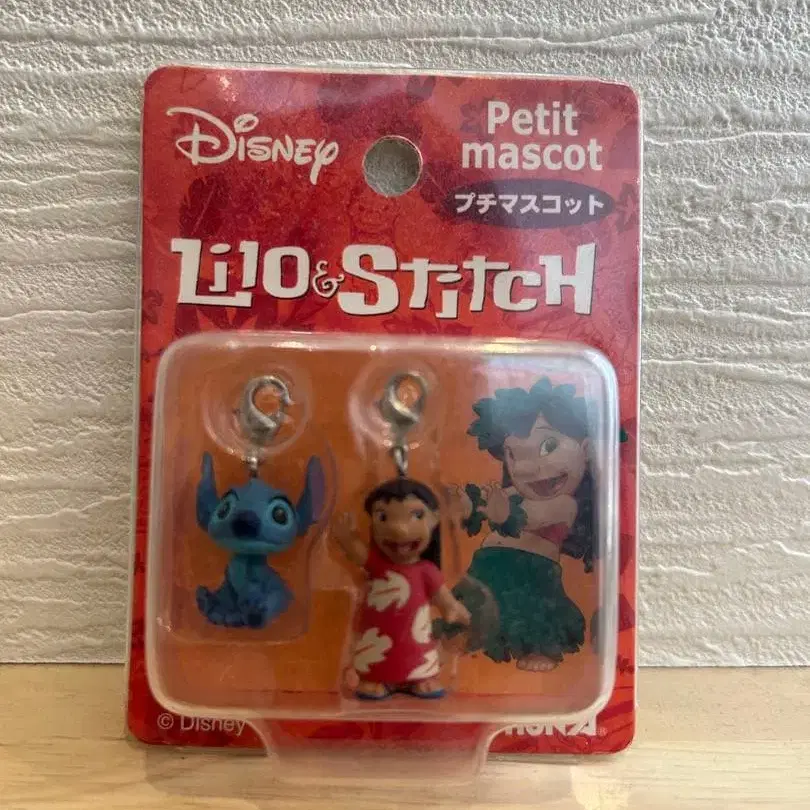 Disney
Petit
mascot
プチマスコット
Lilo & Stitch
© Disney